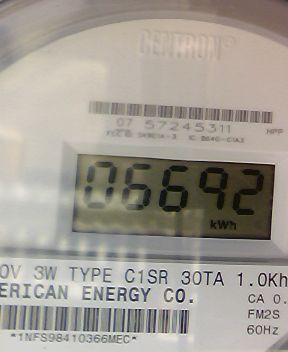 CENTRON®
07 57245311
HPP
06692
kWh
0V 3W TYPE C1SR 30TA 1.0Kh
ERICAN ENERGY CO.
CA 0.
FM2S
60Hz
*1NFS98410366MEC*